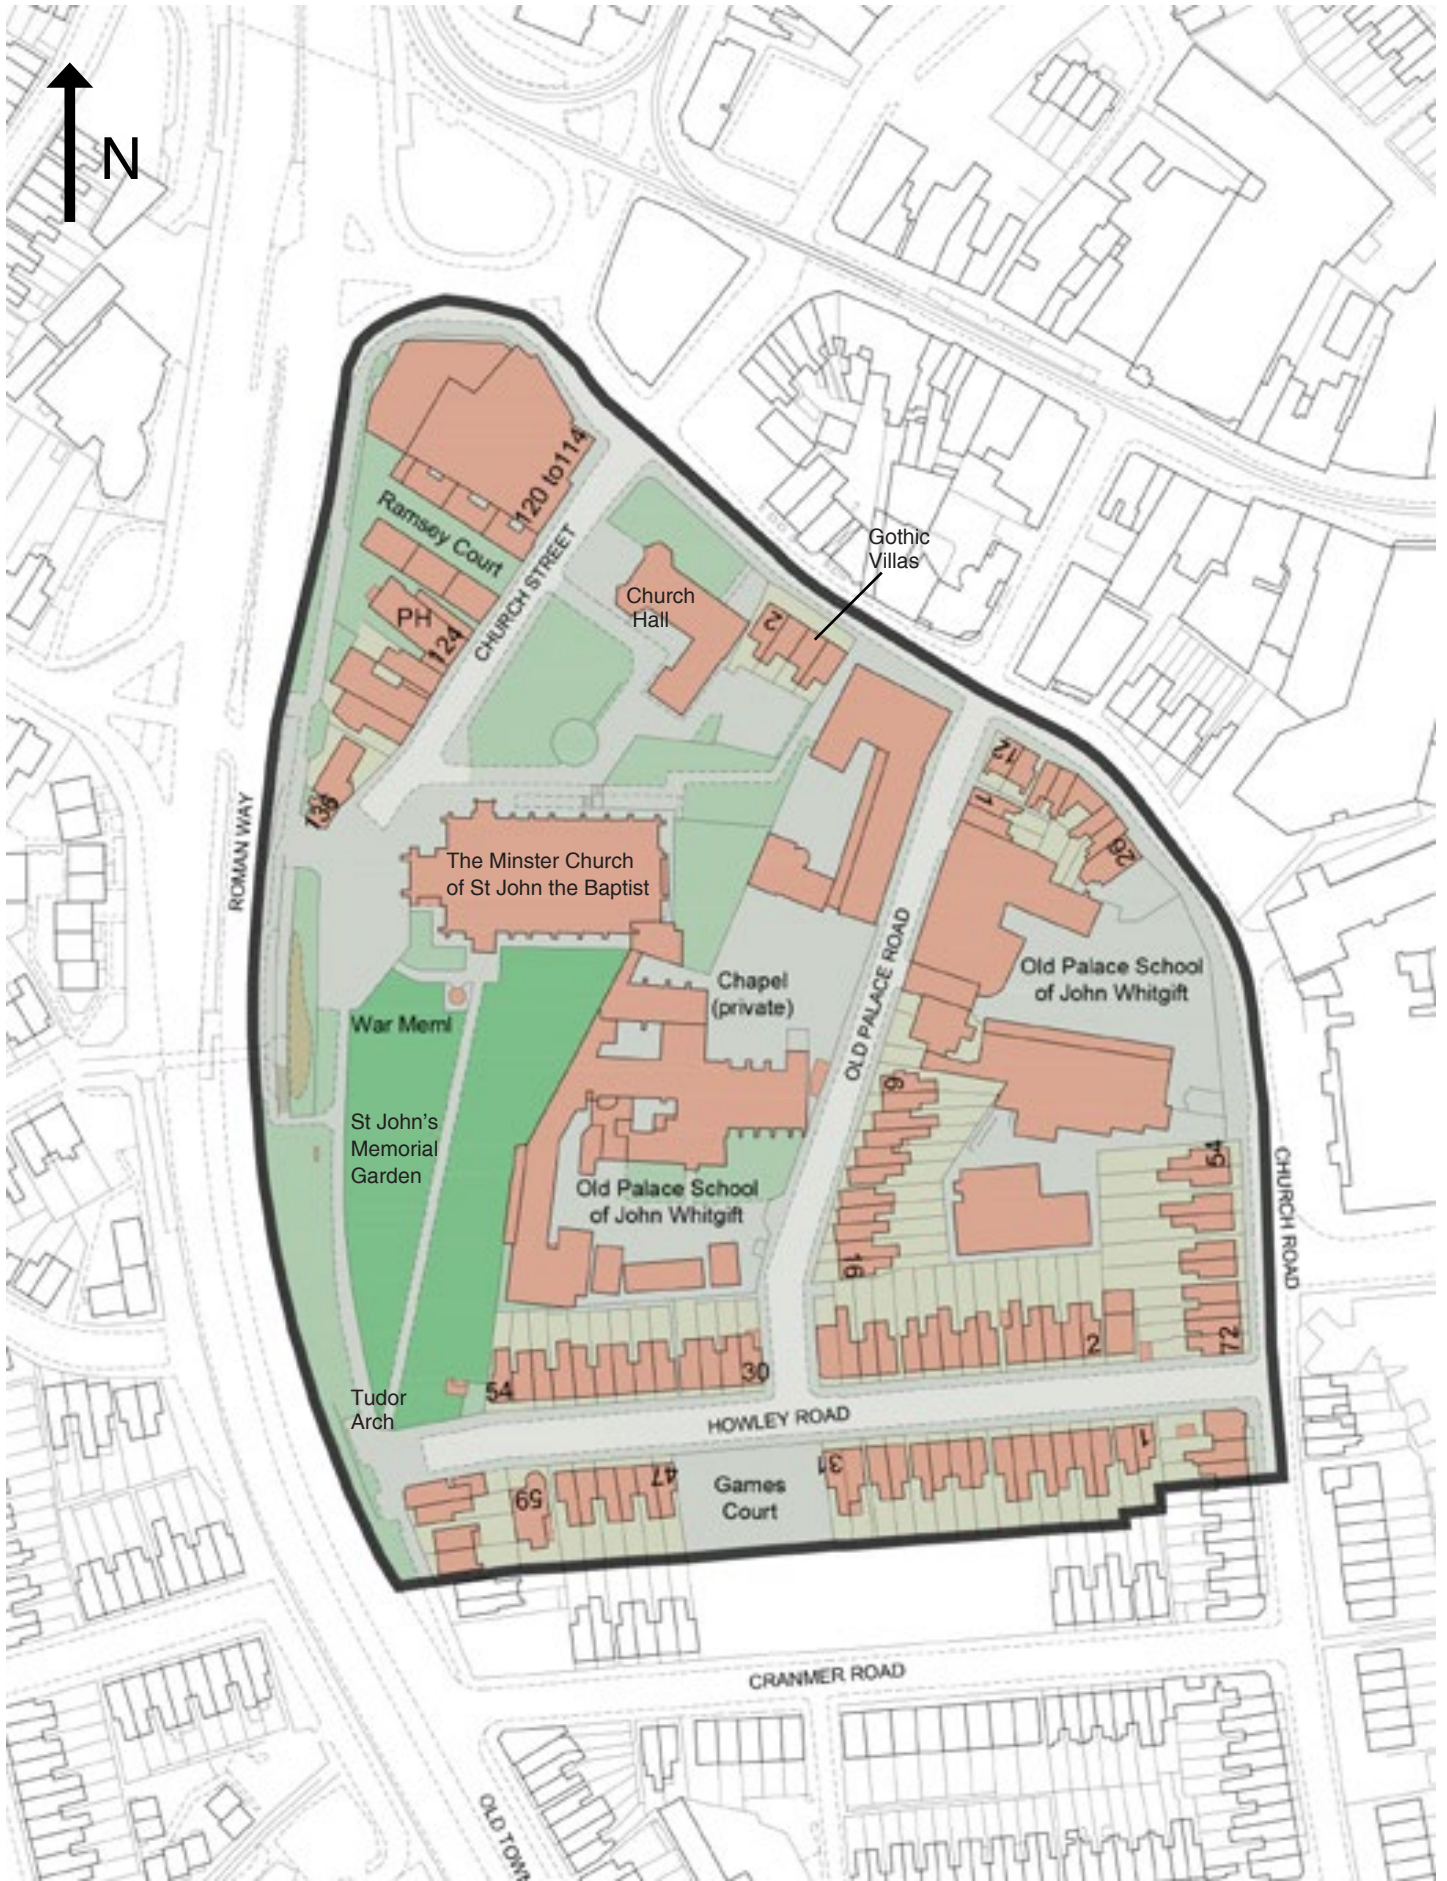 N
120 to114
Ramsey Court
CHURCH STREET
PH
124
Gothic
Villas
Church
Hall
2
135
ROMAN WAY
The Minster Church
of St John the Baptist
12
1
26
OLD PALACE ROAD
Old Palace School
of John Whitgift
Chapel
(private)
War Meml
St John's
Memorial
Garden
6
16
54
CHURCH ROAD
Old Palace School
of John Whitgift
Tudor
Arch
54
30
2
72
HOWLEY ROAD
59
47
Games
Court
31
1
CRANMER ROAD
OLD TOWN